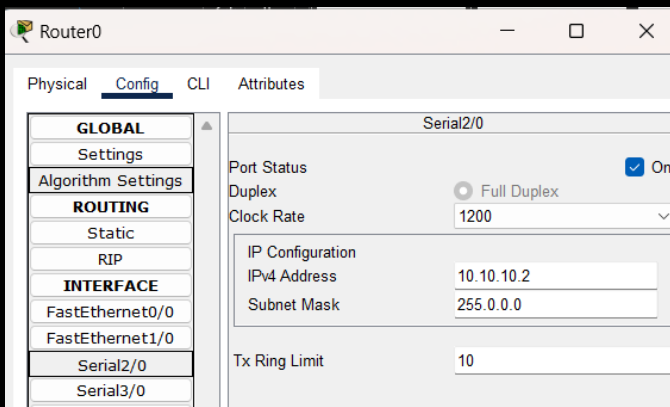 Router0
Physical Config CLI Attributes
GLOBAL
Settings
Algorithm Settings
ROUTING
Static
RIP
INTERFACE
FastEthernet0/0
FastEthernet1/0
Serial2/0
Serial3/0
Serial2/0
Port Status On
Duplex Full Duplex
Clock Rate 1200
IP Configuration
IPv4 Address 10.10.10.2
Subnet Mask 255.0.0.0
Tx Ring Limit 10